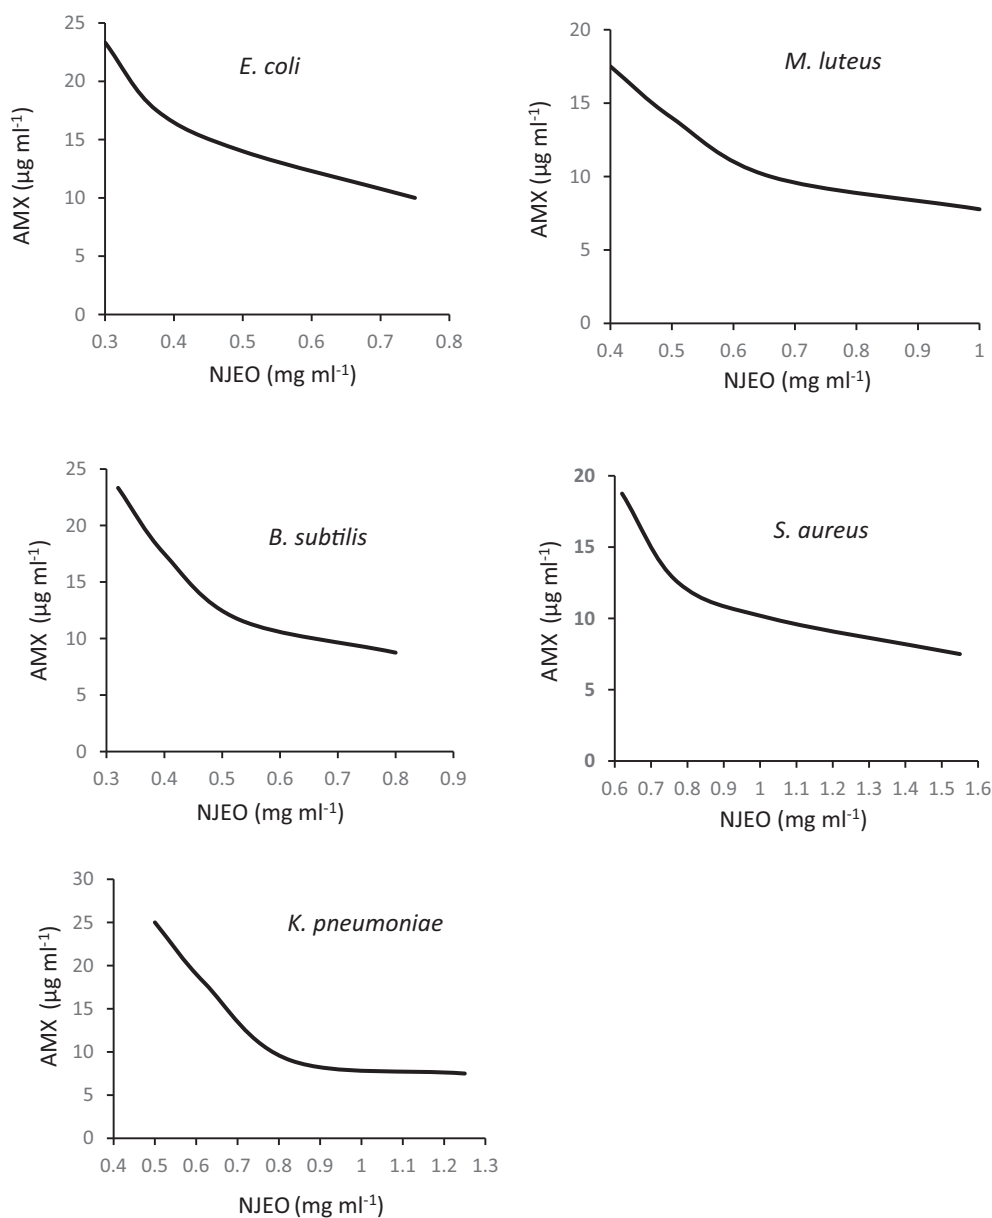 E. coli
AMX (µg ml-1)
25
20
15
10
5
0
0.3 0.4 0.5 0.6 0.7 0.8
NJEO (mg ml-1)
M. luteus
AMX (µg ml-1)
20
15
10
5
0
0.4 0.5 0.6 0.7 0.8 0.9 1
NJEO (mg ml-1)
B. subtilis
AMX (µg ml-1)
25
20
15
10
5
0
0.3 0.4 0.5 0.6 0.7 0.8 0.9
NJEO (mg ml-1)
S. aureus
AMX (µg ml-1)
20
15
10
5
0
0.6 0.7 0.8 0.9 1 1.1 1.2 1.3 1.4 1.5 1.6
NJEO (mg ml-1)
K. pneumoniae
AMX (µg ml-1)
30
25
20
15
10
5
0
0.4 0.5 0.6 0.7 0.8 0.9 1 1.1 1.2 1.3
NJEO (mg ml-1)